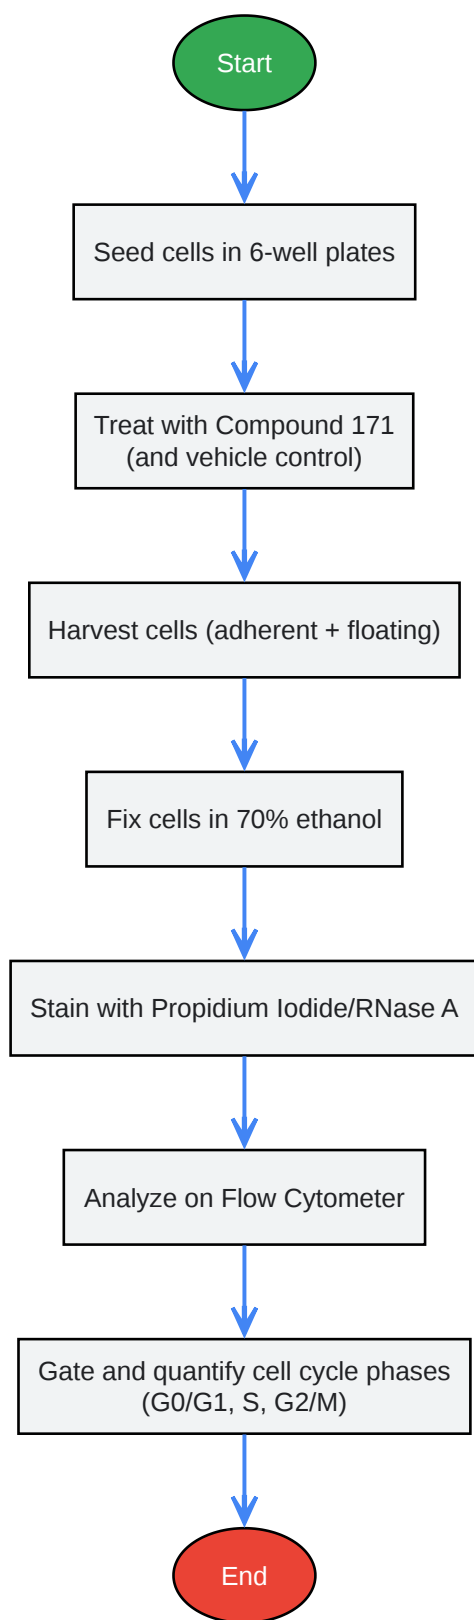 Start
Seed cells in 6-well plates
Treat with Compound 171
(and vehicle control)
Harvest cells (adherent + floating)
Fix cells in 70% ethanol
Stain with Propidium Iodide/RNase A
Analyze on Flow Cytometer
Gate and quantify cell cycle phases
(G0/G1, S, G2/M)
End